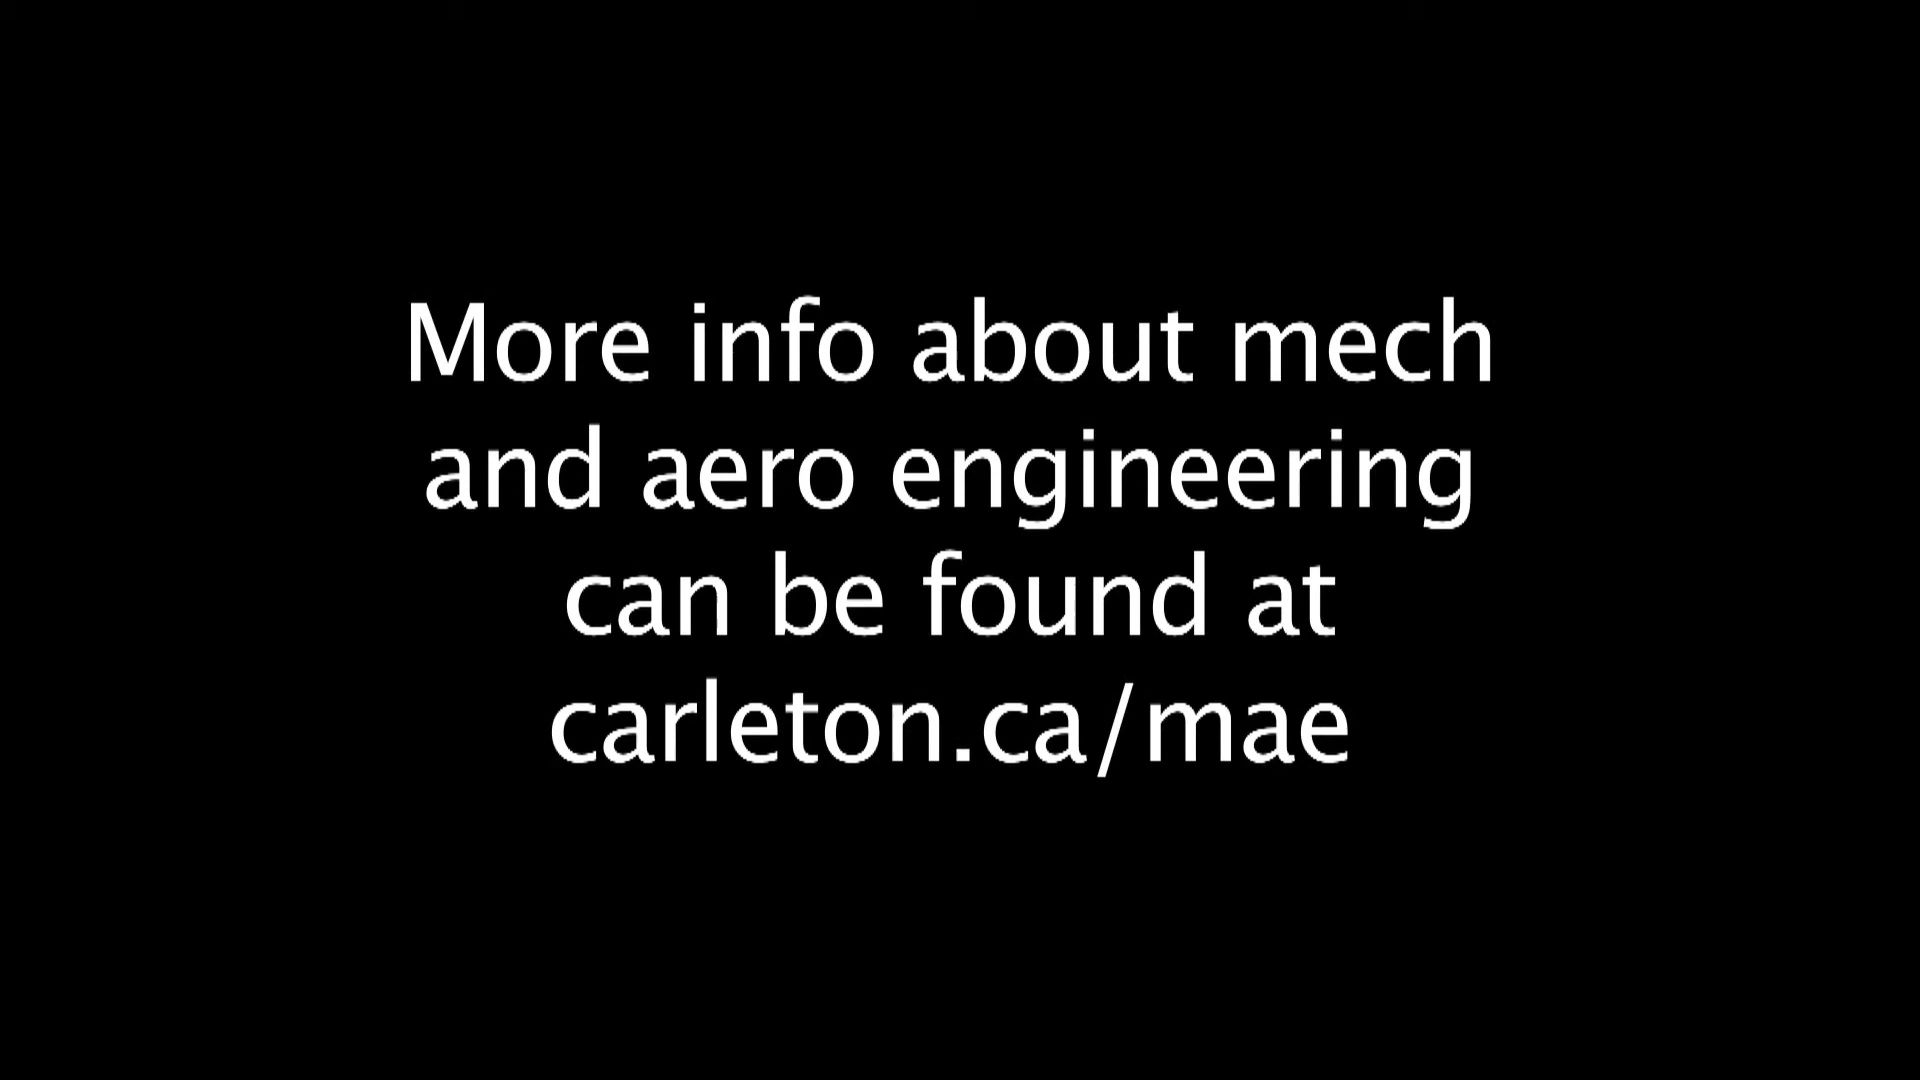 More info about mech
and aero engineering
can be found at
carleton.ca/mae